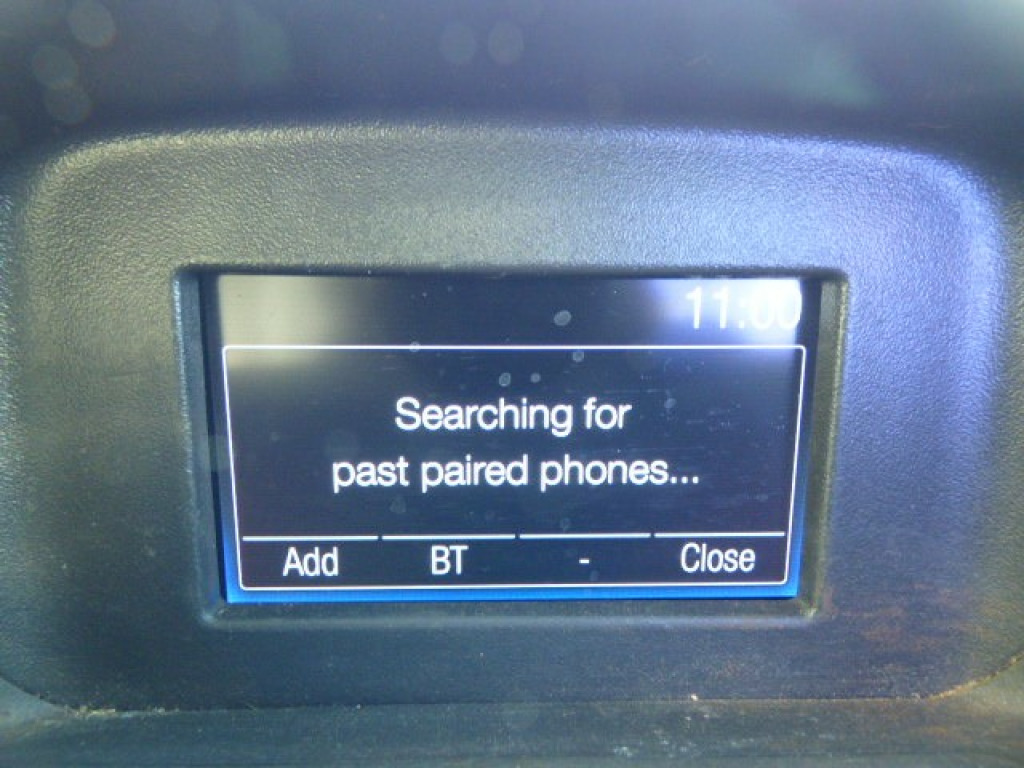 11:00
Searching for
past paired phones...
Add BT - Close